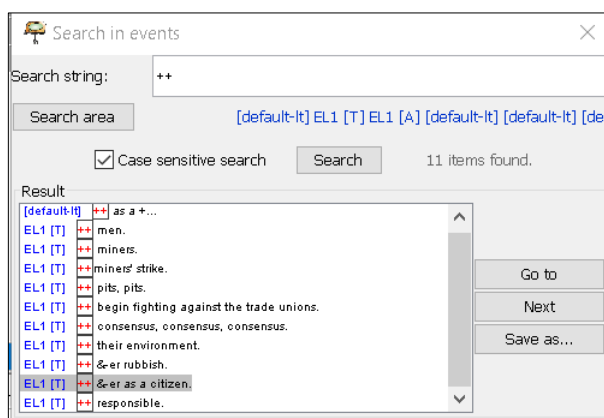 Search in events
Search string: ++
Search area [default-lt] EL1 [T] EL1 [A] [default-lt] [default-lt] [de
Case sensitive search Search 11 items found.
Result
[default-lt] ++ as a +...
EL1 [T] ++ men.
EL1 [T] ++ miners.
EL1 [T] ++ miners' strike.
EL1 [T] ++ pits, pits.
EL1 [T] ++ begin fighting against the trade unions.
EL1 [T] ++ consensus, consensus, consensus.
EL1 [T] ++ their environment.
EL1 [T] ++ &-er rubbish.
EL1 [T] ++ &-er as a citizen.
EL1 [T] ++ responsible.
Go to
Next
Save as...